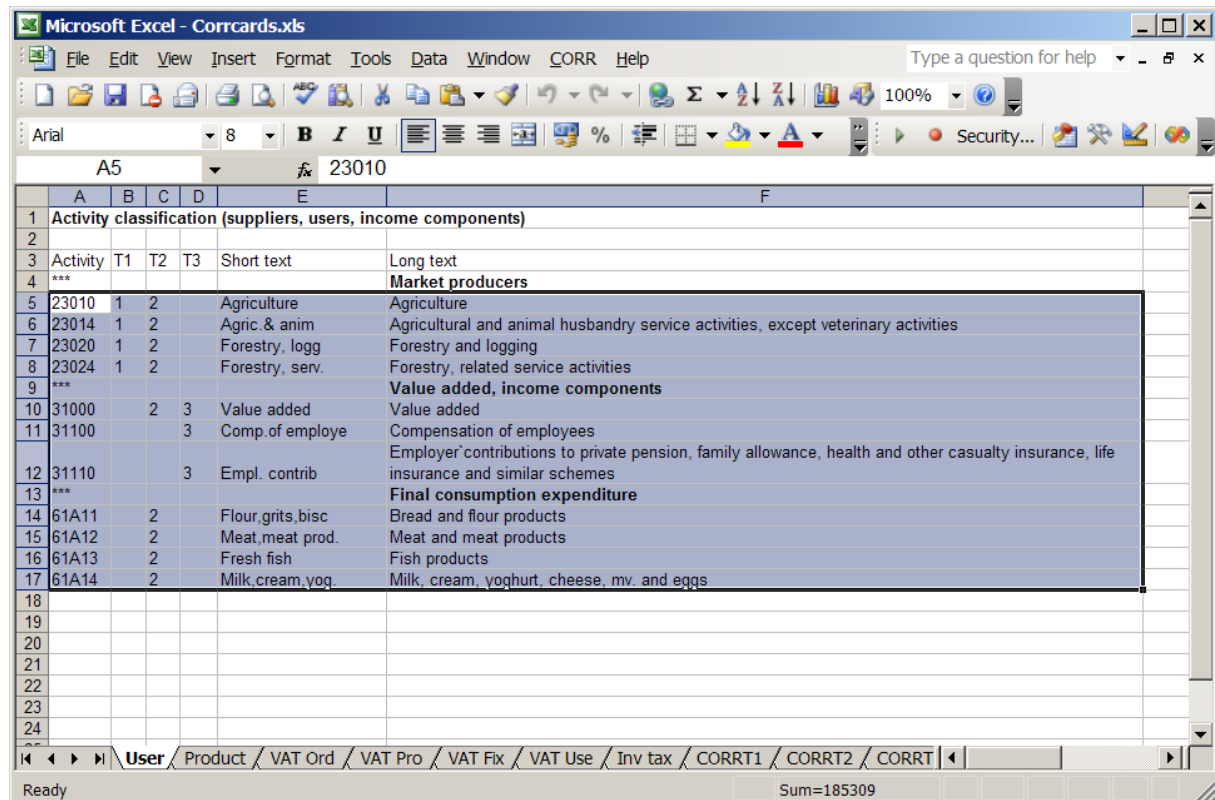 Microsoft Excel - Corrcards.xls
File Edit View Insert Format Tools Data Window CORR Help Type a question for help
100%
Arial 8 B I U % A Security...
A5 fx 23010
A B C D E F
1 Activity classification (suppliers, users, income components)
2
3 Activity T1 T2 T3 Short text Long text
4 *** Market producers
5 23010 1 2 Agriculture Agriculture
6 23014 1 2 Agric.& anim Agricultural and animal husbandry service activities, except veterinary activities
7 23020 1 2 Forestry, logg Forestry and logging
8 23024 1 2 Forestry, serv. Forestry, related service activities
9 *** Value added, income components
10 31000 2 3 Value added Value added
11 31100 3 Comp.of employe Compensation of employees
Employer`contributions to private pension, family allowance, health and other casualty insurance, life
12 31110 3 Empl. contrib insurance and similar schemes
13 *** Final consumption expenditure
14 61A11 2 Flour,grits,bisc Bread and flour products
15 61A12 2 Meat,meat prod. Meat and meat products
16 61A13 2 Fresh fish Fish products
17 61A14 2 Milk,cream,yog. Milk, cream, yoghurt, cheese, mv. and eggs
18
19
20
21
22
23
24
User Product VAT Ord VAT Pro VAT Fix VAT Use Inv tax CORRT1 CORRT2 CORRT
Ready Sum=185309